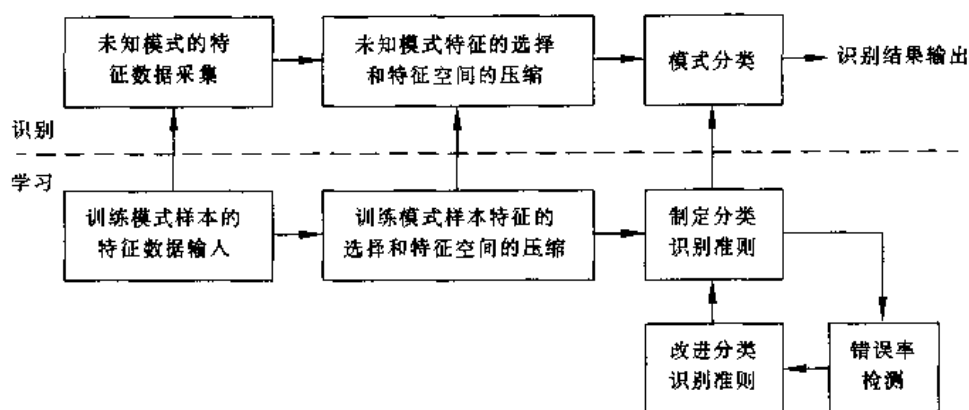 未知模式的特
征数据采集
未知模式特征的选择
和特征空间的压缩
模式分类
识别结果输出
识别
学习
训练模式样本的
特征数据输入
训练模式样本特征的
选择和特征空间的压缩
制定分类
识别准则
改进分类
识别准则
错误率
检测